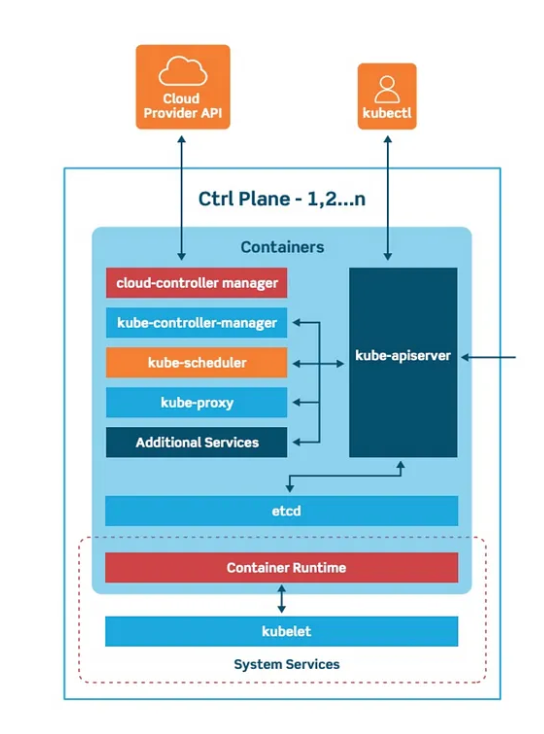 Cloud
Provider API
kubectl
Ctrl Plane - 1,2...n
Containers
cloud-controller manager
kube-controller-manager
kube-scheduler
kube-proxy
Additional Services
kube-apiserver
etcd
Container Runtime
kubelet
System Services